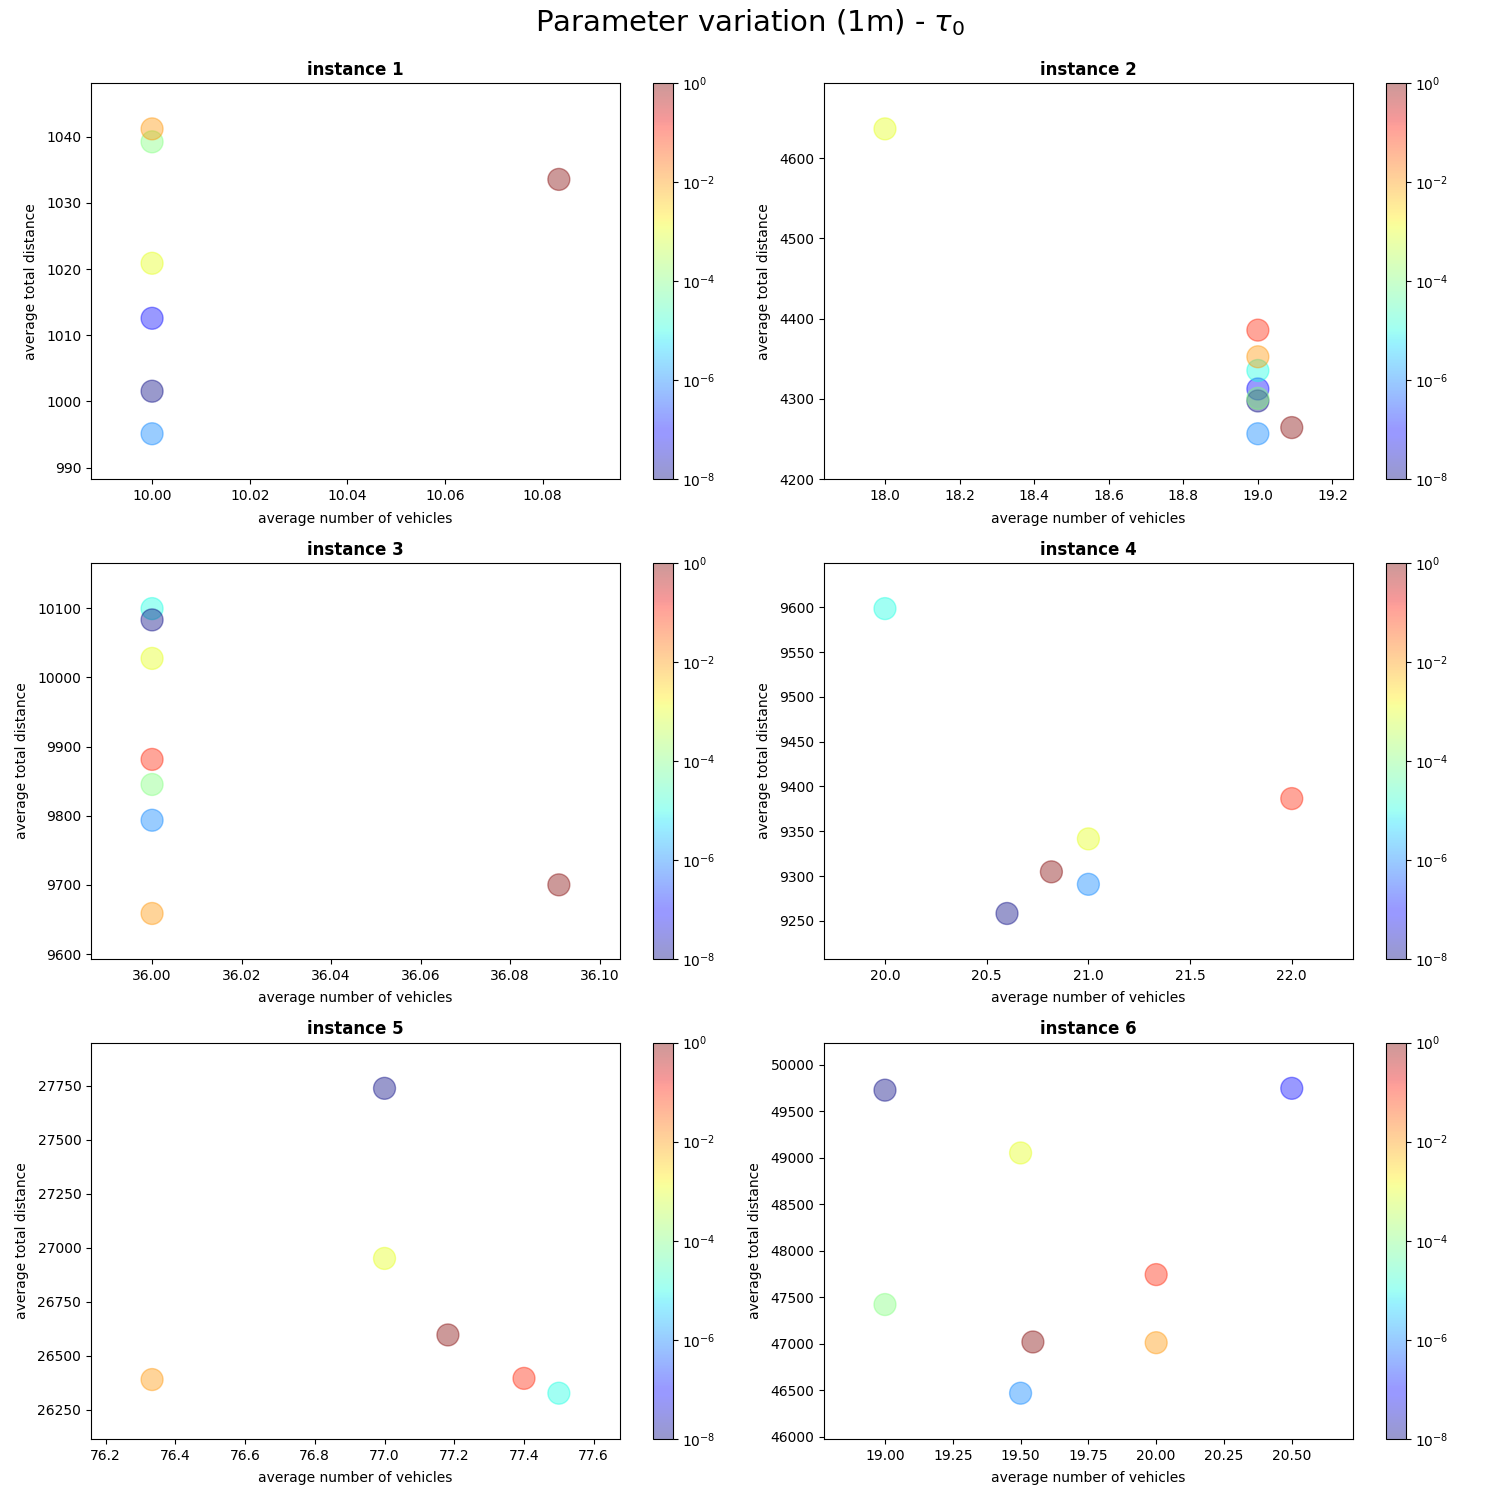 Parameter variation (1m) - τ₀
instance 1
1040
1030
1020
1010
1000
990
average total distance
10.00 10.02 10.04 10.06 10.08
average number of vehicles
10⁰
10⁻²
10⁻⁴
10⁻⁶
10⁻⁸
instance 2
4600
4500
4400
4300
4200
average total distance
18.0 18.2 18.4 18.6 18.8 19.0 19.2
average number of vehicles
10⁰
10⁻²
10⁻⁴
10⁻⁶
10⁻⁸
instance 3
10100
10000
9900
9800
9700
9600
average total distance
36.00 36.02 36.04 36.06 36.08 36.10
average number of vehicles
10⁰
10⁻²
10⁻⁴
10⁻⁶
10⁻⁸
instance 4
9600
9550
9500
9450
9400
9350
9300
9250
average total distance
20.0 20.5 21.0 21.5 22.0
average number of vehicles
10⁰
10⁻²
10⁻⁴
10⁻⁶
10⁻⁸
instance 5
27750
27500
27250
27000
26750
26500
26250
average total distance
76.2 76.4 76.6 76.8 77.0 77.2 77.4 77.6
average number of vehicles
10⁰
10⁻²
10⁻⁴
10⁻⁶
10⁻⁸
instance 6
50000
49500
49000
48500
48000
47500
47000
46500
46000
average total distance
19.00 19.25 19.50 19.75 20.00 20.25 20.50
average number of vehicles
10⁰
10⁻²
10⁻⁴
10⁻⁶
10⁻⁸